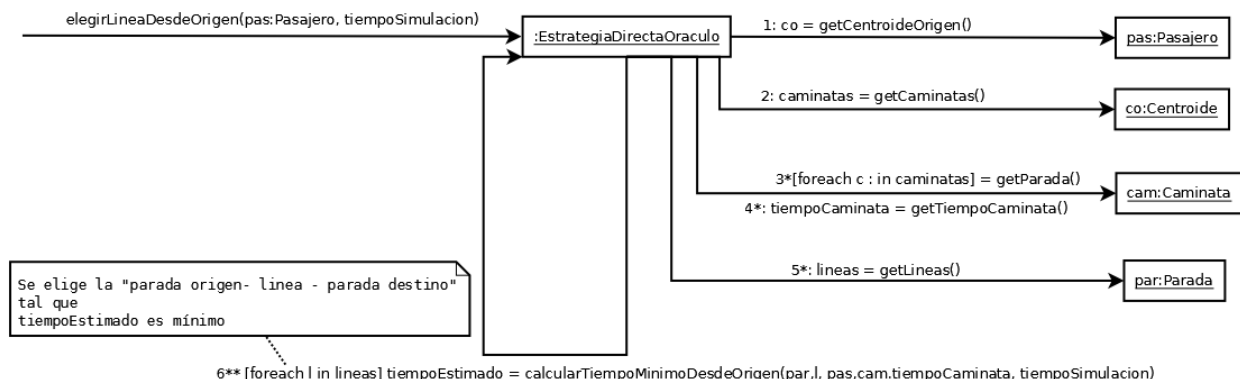 elegirLineaDesdeOrigen(pas:Pasajero, tiempoSimulacion)
:EstrategiaDirectaOraculo
1: co = getCentroideOrigen()
pas:Pasajero
2: caminatas = getCaminatas()
co:Centroide
3*[foreach c : in caminatas] = getParada()
cam:Caminata
4*: tiempoCaminata = getTiempoCaminata()
5*: lineas = getLineas()
par:Parada
Se elige la "parada origen- linea - parada destino"
tal que
tiempoEstimado es mínimo
6** [foreach l in lineas] tiempoEstimado = calcularTiempoMinimoDesdeOrigen(par,l, pas,cam.tiempoCaminata, tiempoSimulacion)